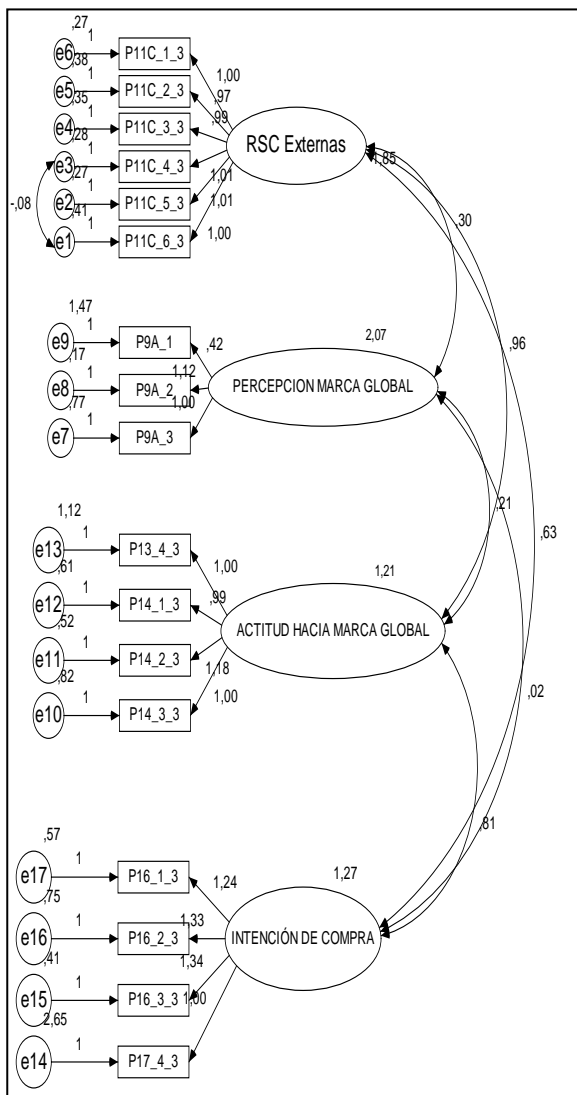 ,27
1
e6
P11C_1_3
,38
1
e5
P11C_2_3
,35
1
e4
P11C_3_3
,28
1
e3
P11C_4_3
,27
1
e2
P11C_5_3
,41
1
e1
P11C_6_3
-,08
1,00
,97
,99
1,01
1,01
1,00
RSC Externas
1,85
,30
,96
1,47
1
e9
P9A_1
,17
1
e8
P9A_2
,77
1
e7
P9A_3
,42
1,12
1,00
2,07
PERCEPCION MARCA GLOBAL
,21
,63
1,12
1
e13
P13_4_3
,61
1
e12
P14_1_3
,52
1
e11
P14_2_3
,82
1
e10
P14_3_3
1,00
,99
1,18
1,00
1,21
ACTITUD HACIA MARCA GLOBAL
,02
,81
,57
1
e17
P16_1_3
,75
1
e16
P16_2_3
,41
1
e15
P16_3_3
2,65
1
e14
P17_4_3
1,24
1,33
1,34
1,00
1,27
INTENCIÓN DE COMPRA